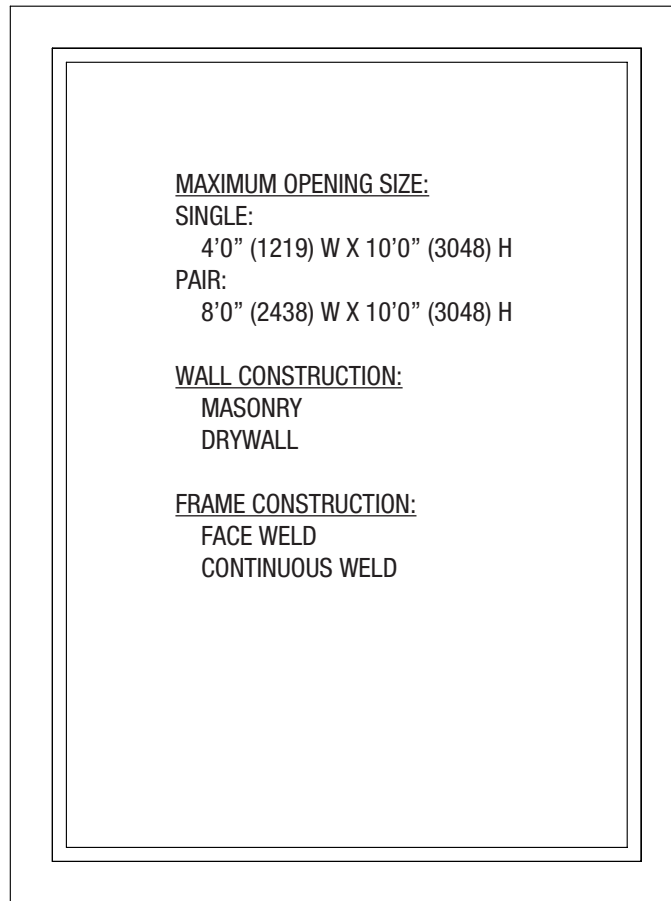 MAXIMUM OPENING SIZE:
SINGLE:
4’0” (1219) W X 10’0” (3048) H
PAIR:
8’0” (2438) W X 10’0” (3048) H
WALL CONSTRUCTION:
MASONRY
DRYWALL
FRAME CONSTRUCTION:
FACE WELD
CONTINUOUS WELD